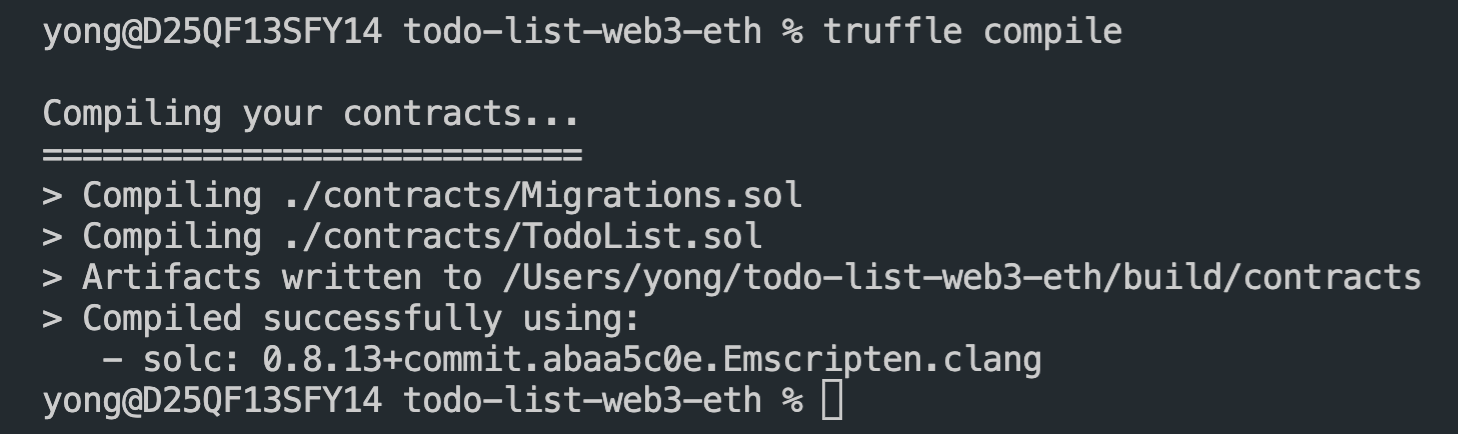 yong@D25QF13SFY14 todo-list-web3-eth % truffle compile
Compiling your contracts...
===========================
> Compiling ./contracts/Migrations.sol
> Compiling ./contracts/TodoList.sol
> Artifacts written to /Users/yong/todo-list-web3-eth/build/contracts
> Compiled successfully using:
   - solc: 0.8.13+commit.abaa5c0e.Emscripten.clang
yong@D25QF13SFY14 todo-list-web3-eth %